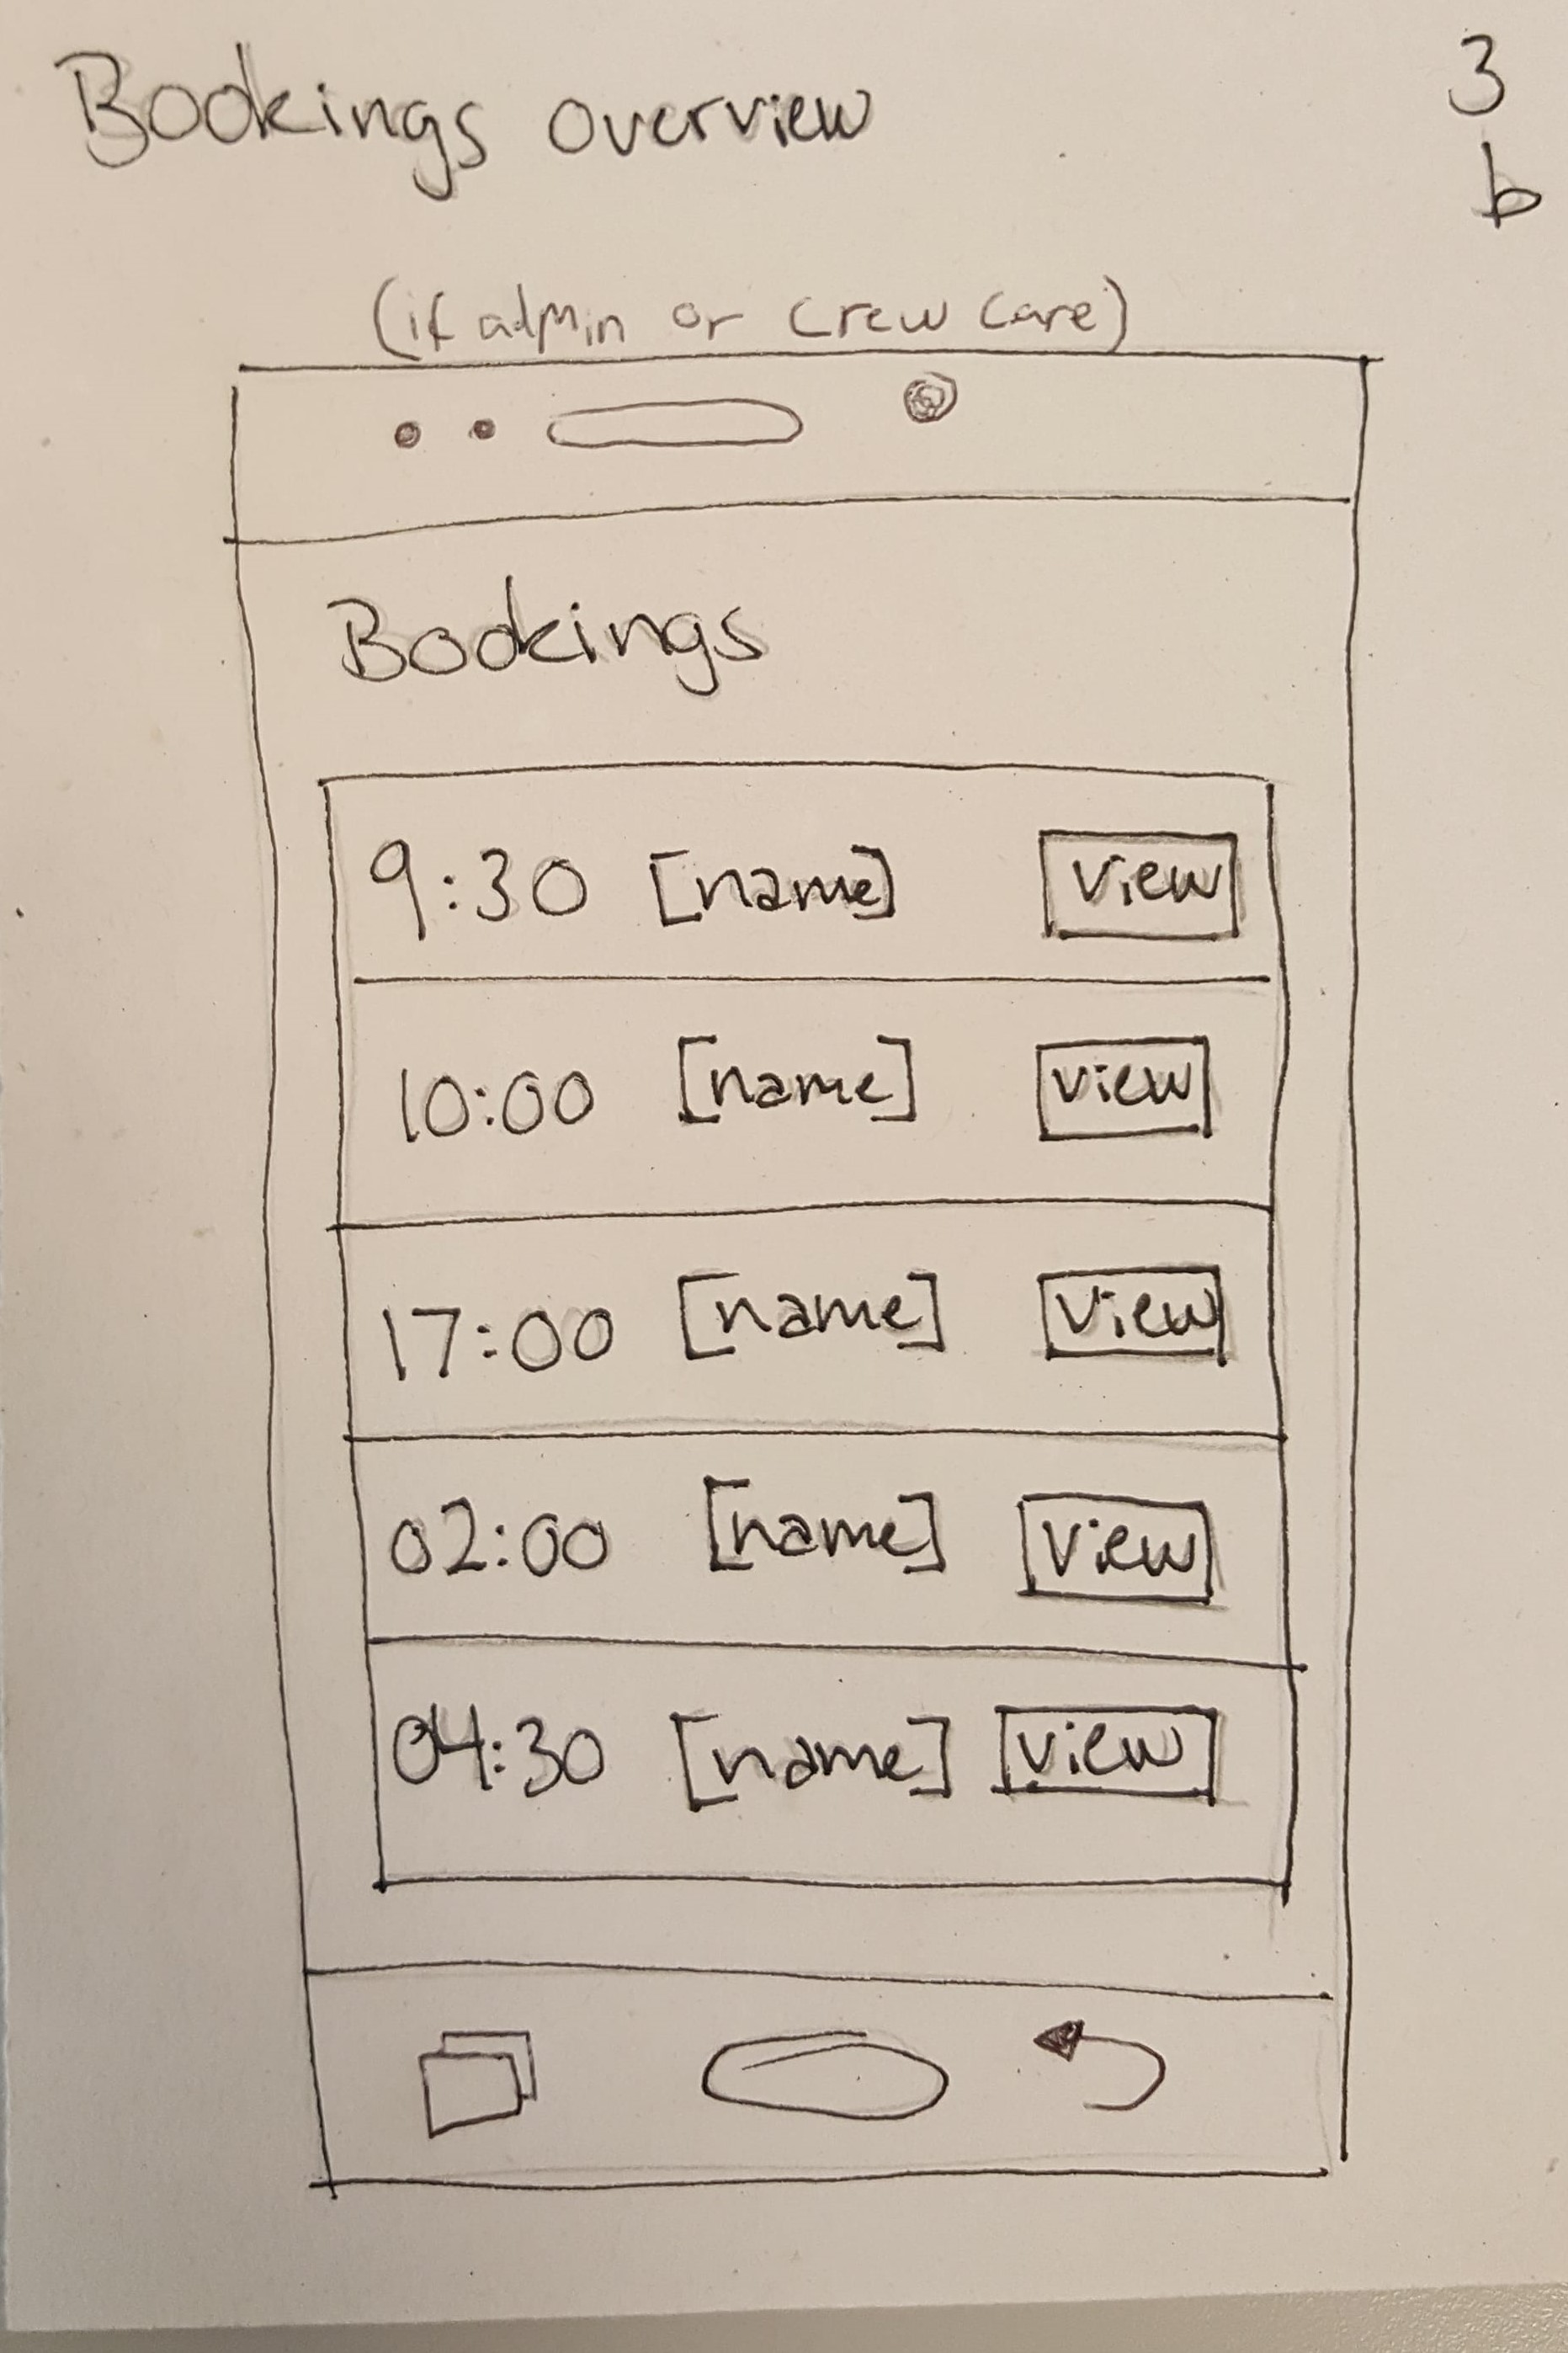 Bookings overview
3
b
(if admin or crew care)
Bookings
9:30 [name] view
10:00 [name] view
17:00 [name] view
02:00 [name] view
04:30 [name] view